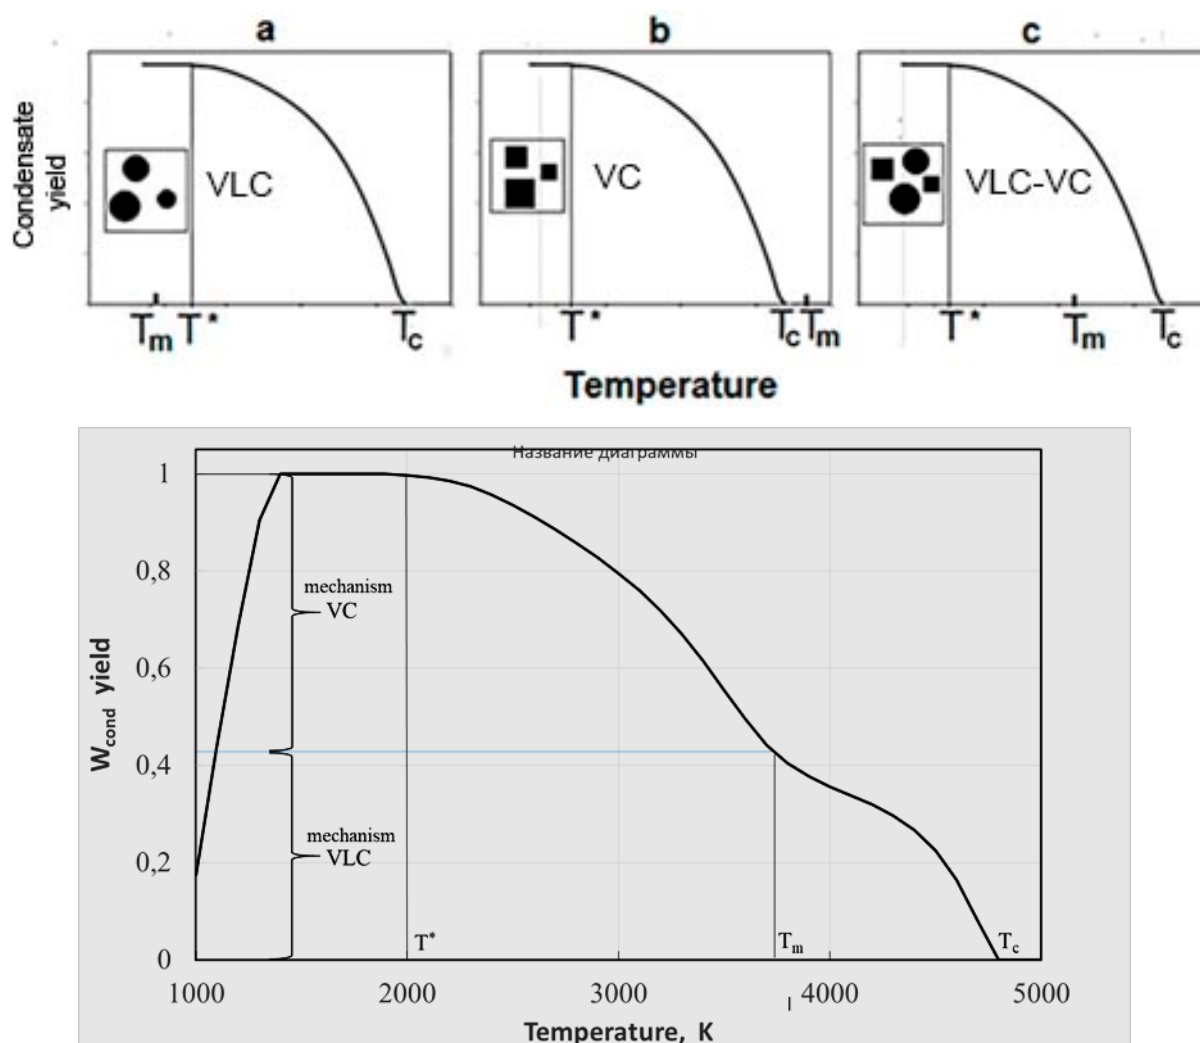 a
b
c
Condensate
yield
VLC
VC
VLC-VC
Tm T* Tc
T* Tc Tm
T* Tm Tc
Temperature
Название диаграммы
1
0,8
0,6
0,4
0,2
0
Wcond yield
mechanism
VC
mechanism
VLC
T*
Tm
Tc
1000 2000 3000 4000 5000
Temperature, K